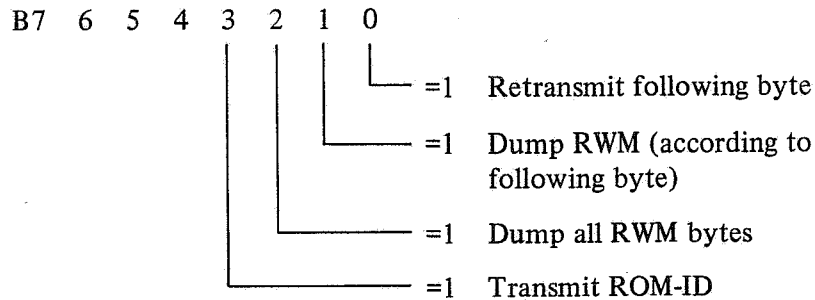 B7 6 5 4 3 2 1 0
=1 Retransmit following byte
=1 Dump RWM (according to
following byte)
=1 Dump all RWM bytes
=1 Transmit ROM-ID